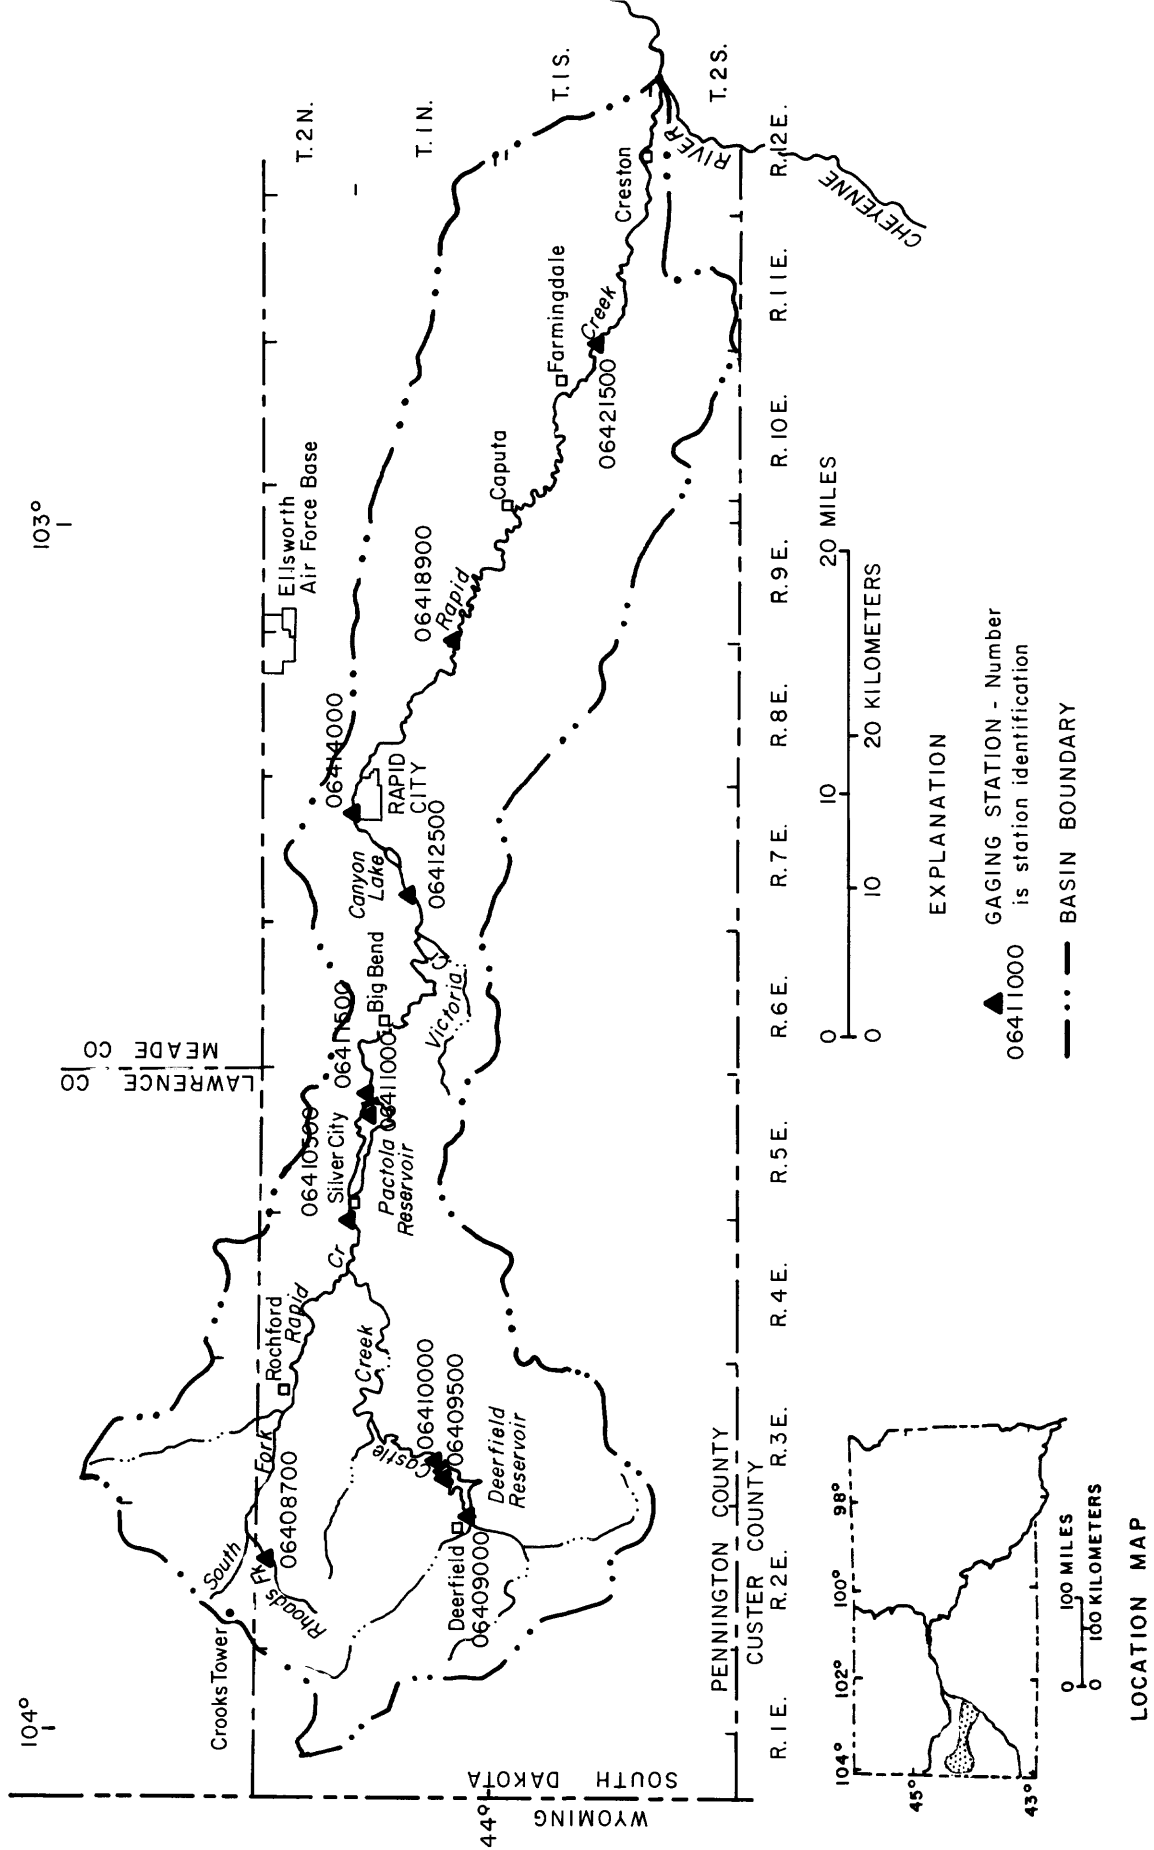 104°
103°
LAWRENCE CO
MEADE CO
Crooks Tower
Ellsworth
Air Force Base
T. 2 N.
T. 1 N.
T. 1 S.
T. 2 S.
South
Fork
Rhoads Fk
06408700
Rochford
Rapid
Cr
06410500
Silver City
06411500
06411000
Pactola
Reservoir
Big Bend
Victoria
Cr
Canyon
Lake
06414000
RAPID
CITY
06412500
06418900
Rapid
Caputa
Farmingdale
Creek
06421500
Creston
CHEYENNE
RIVER
Creek
Castle
06410000
06409500
Deerfield
Reservoir
Deerfield
06409000
44°
WYOMING
SOUTH DAKOTA
PENNINGTON COUNTY
CUSTER COUNTY
R. 1 E.
R. 2 E.
R. 3 E.
R. 4 E.
R. 5 E.
R. 6 E.
R. 7 E.
R. 8 E.
R. 9 E.
R. 10 E.
R. 11 E.
R. 12 E.
0 10 20 MILES
0 10 20 KILOMETERS
EXPLANATION
06411000 GAGING STATION - Number
is station identification
BASIN BOUNDARY
104° 102° 100° 98°
45°
43°
0 100 MILES
0 100 KILOMETERS
LOCATION MAP